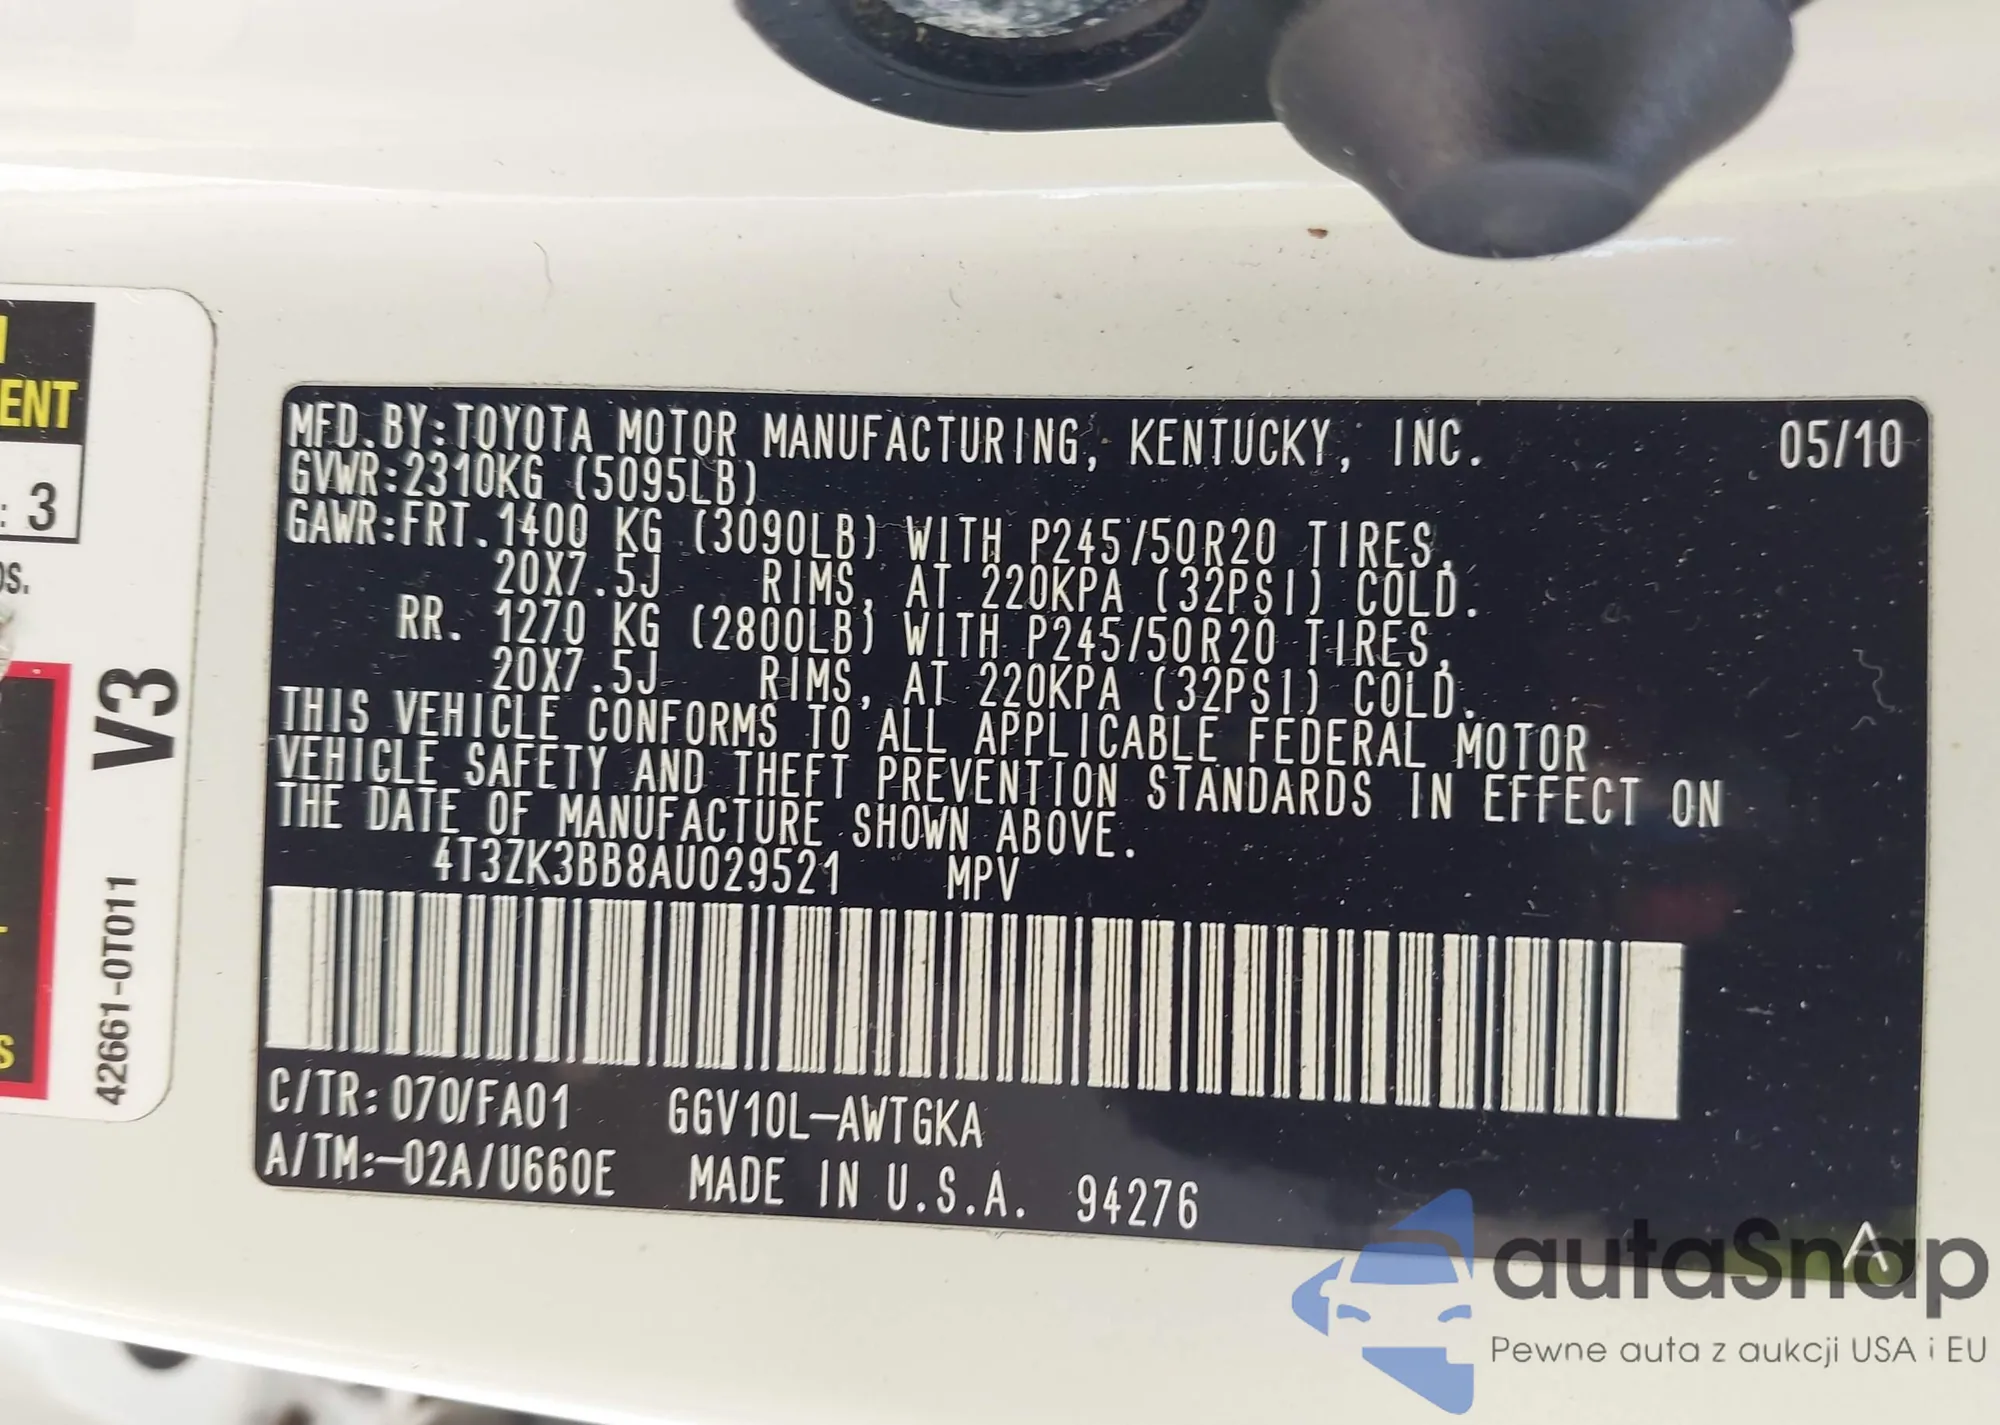 ENT
: 3
os.
V3
42661-0T011
S
MFD.BY:TOYOTA MOTOR MANUFACTURING, KENTUCKY, INC. 05/10
GVWR:2310KG (5095LB)
GAWR:FRT.1400 KG (3090LB) WITH P245/50R20 TIRES,
20X7.5J RIMS, AT 220KPA (32PSI) COLD.
RR. 1270 KG (2800LB) WITH P245/50R20 TIRES,
20X7.5J RIMS, AT 220KPA (32PSI) COLD.
THIS VEHICLE CONFORMS TO ALL APPLICABLE FEDERAL MOTOR
VEHICLE SAFETY AND THEFT PREVENTION STANDARDS IN EFFECT ON
THE DATE OF MANUFACTURE SHOWN ABOVE.
4T3ZK3BB8AU029521 MPV
C/TR:070/FA01 GGV10L-AWTGKA
A/TM:-02A/U660E MADE IN U.S.A. 94276
A
autaSnap
Pewne auta z aukcji USA i EU